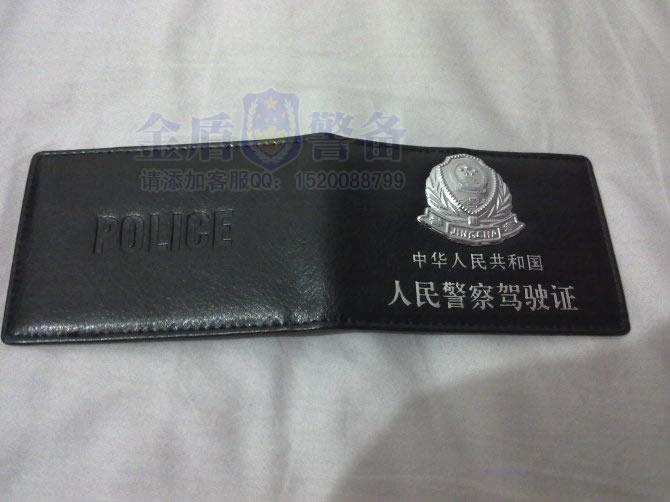 金盾 警备
请添加客服QQ：1520088799
POLICE
JINGCHA
中华人民共和国
人民警察驾驶证